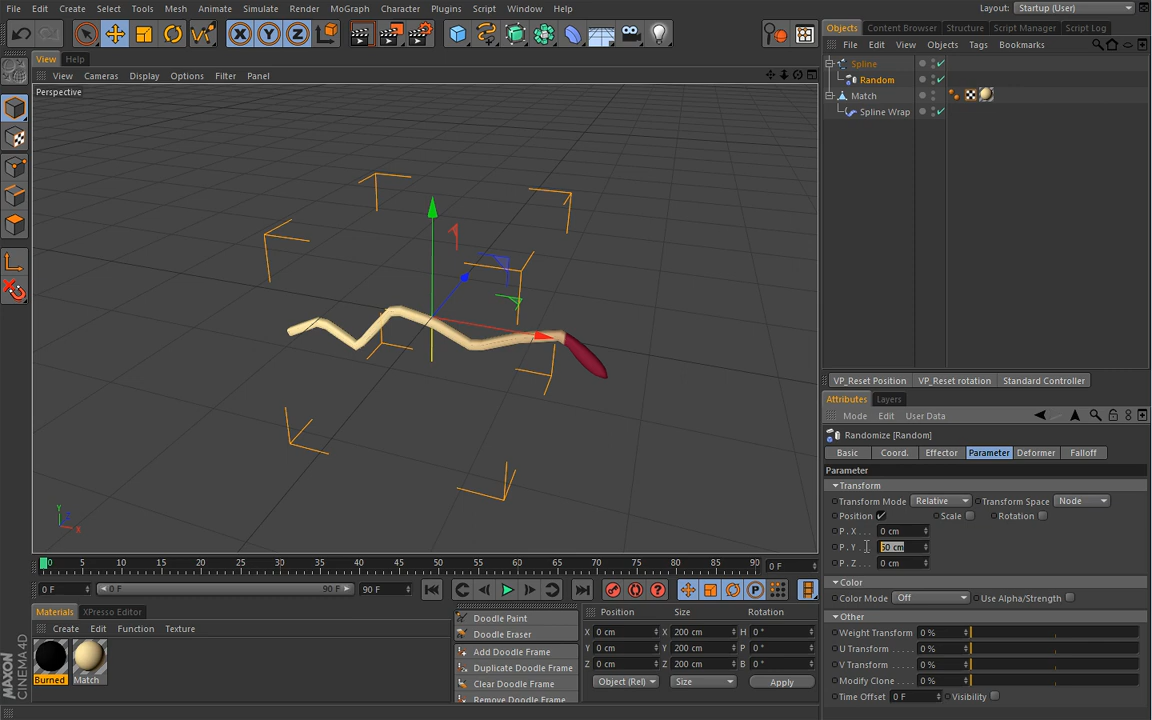 File Edit Create Select Tools Mesh Animate Simulate Render MoGraph Character Plugins Script Window Help Layout: Startup (User)
View Help
View Cameras Display Options Filter Panel
Perspective
Y
Z
X
0 5 10 15 20 25 30 35 40 45 50 55 60 65 70 75 80 85 90 0 F
0 F 0 F 90 F 90 F
Materials XPresso Editor
Create Edit Function Texture
Burned Match
MAXON
CINEMA 4D
Doodle Paint
Doodle Eraser
Add Doodle Frame
Duplicate Doodle Frame
Clear Doodle Frame
Remove Doodle Frame
Position Size Rotation
X 0 cm X 200 cm H 0 °
Y 0 cm Y 200 cm P 0 °
Z 0 cm Z 200 cm B 0 °
Object (Rel) Size Apply
Objects Content Browser Structure Script Manager Script Log
File Edit View Objects Tags Bookmarks
Spline
Random
Match
Spline Wrap
VP_Reset Position VP_Reset rotation Standard Controller
Attributes Layers
Mode Edit User Data
Randomize [Random]
Basic Coord. Effector Parameter Deformer Falloff
Parameter
Transform
Transform Mode Relative Transform Space Node
Position Scale Rotation
P . X . . . 0 cm
P . Y . 50 cm
P . Z . . . 0 cm
Color
Color Mode Off Use Alpha/Strength
Other
Weight Transform 0 %
U Transform . . . . . 0 %
V Transform . . . . . 0 %
Modify Clone . . . . 0 %
Time Offset 0 F Visibility